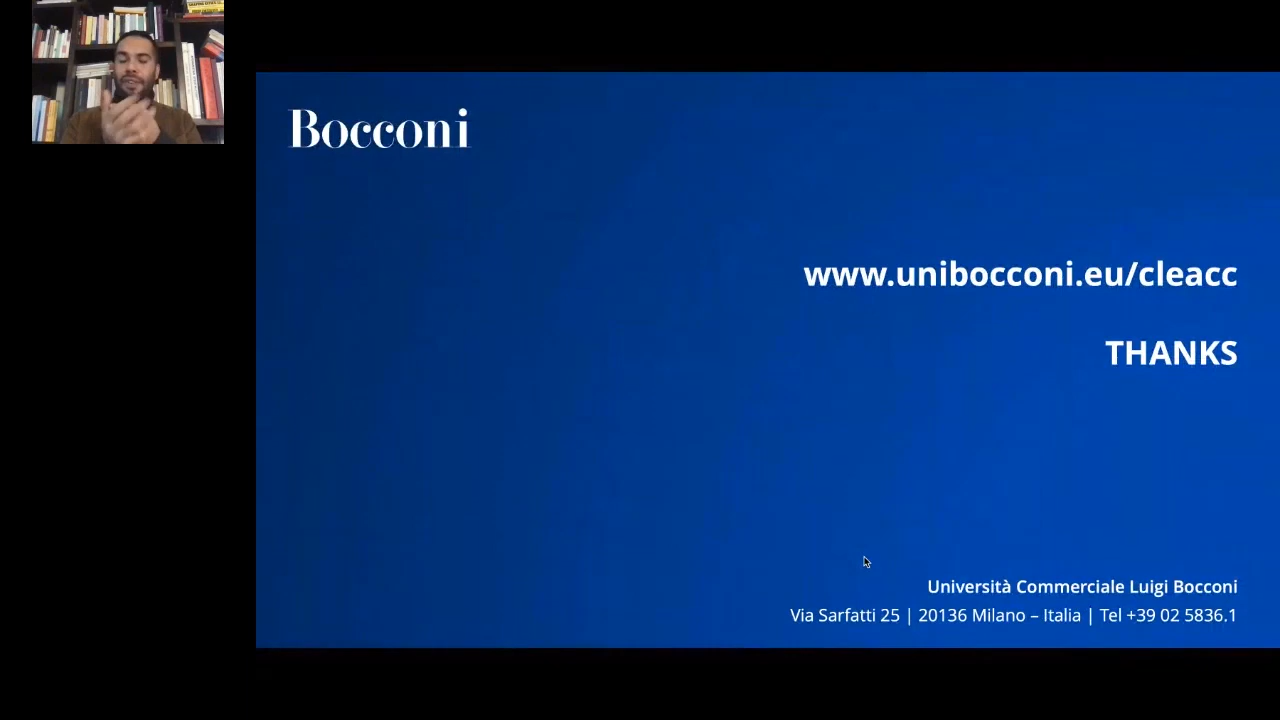 Bocconi
www.unibocconi.eu/cleacc
THANKS
Università Commerciale Luigi Bocconi
Via Sarfatti 25 | 20136 Milano – Italia | Tel +39 02 5836.1